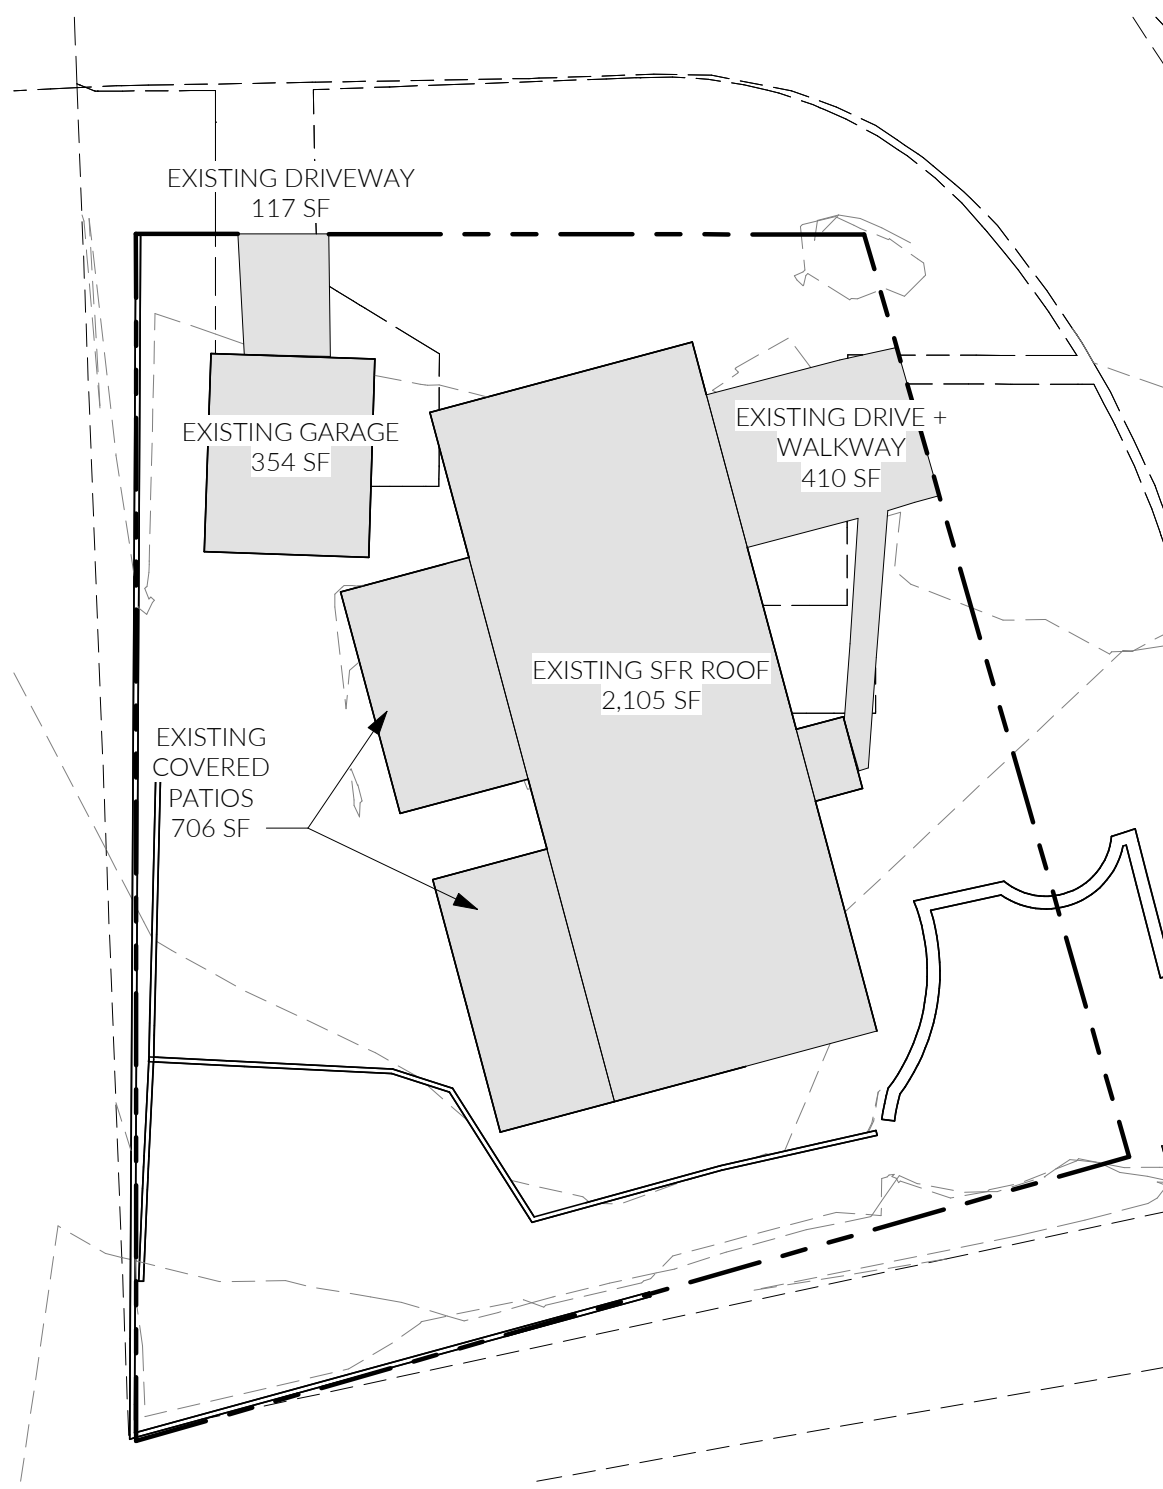 EXISTING DRIVEWAY
117 SF
EXISTING GARAGE
354 SF
EXISTING DRIVE +
WALKWAY
410 SF
EXISTING SFR ROOF
2,105 SF
EXISTING
COVERED
PATIOS
706 SF